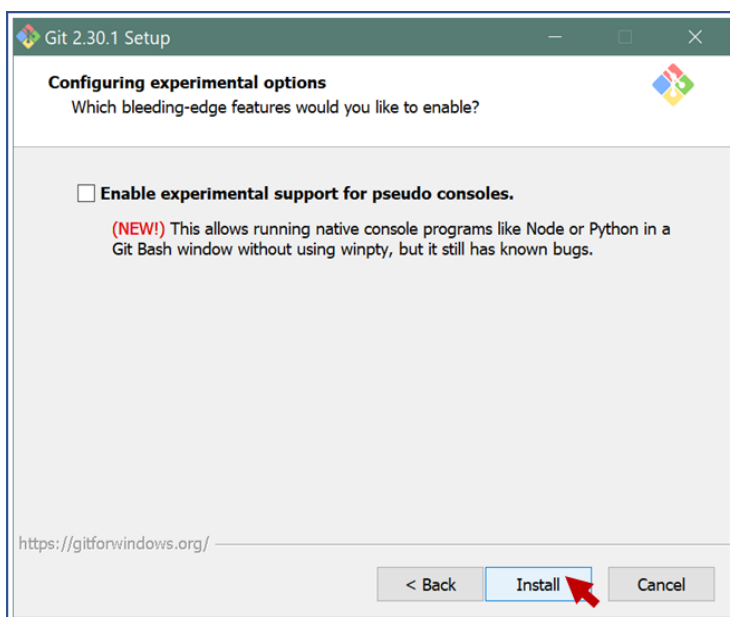 Git 2.30.1 Setup
Configuring experimental options
Which bleeding-edge features would you like to enable?
Enable experimental support for pseudo consoles.
(NEW!) This allows running native console programs like Node or Python in a
Git Bash window without using winpty, but it still has known bugs.
https://gitforwindows.org/
< Back Install Cancel